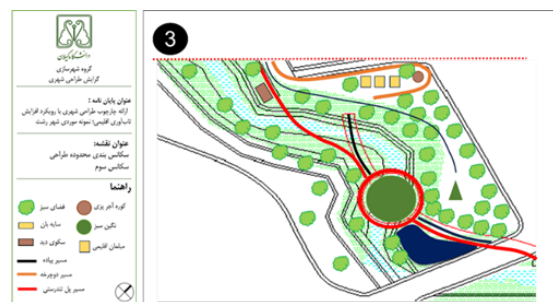 دانشگاه گیلان
گروه شهرسازی
گرایش طراحی شهری
عنوان پایان نامه :
ارائه چارچوب طراحی شهری با رویکرد افزایش
تاب‌آوری اقلیمی؛ نمونه موردی شهر رشت
عنوان نقشه:
سکانس بندی محدوده طراحی
سکانس سوم
راهنما
فضای سبز
کوره آجر پزی
سایه بان
نگین سبز
سکوی دید
مبلمان اقلیمی
مسیر پیاده
مسیر دوچرخه
مسیر پل تندرستی
3